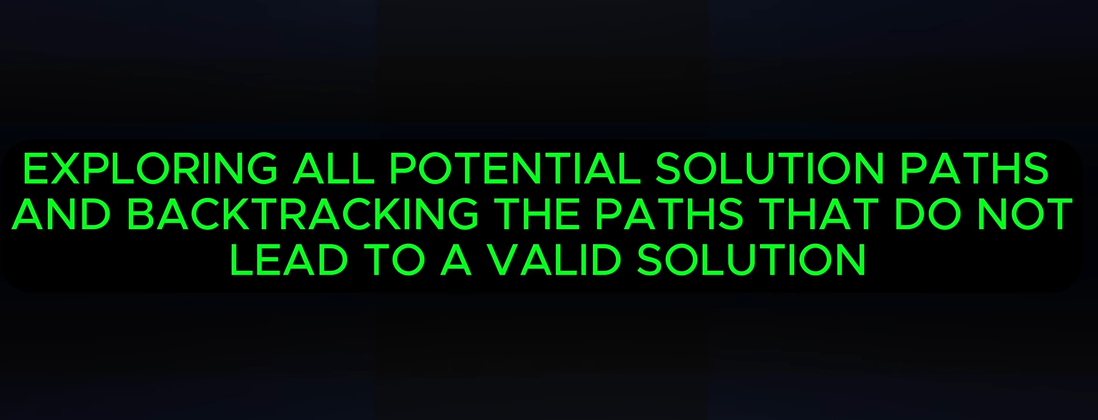 EXPLORING ALL POTENTIAL SOLUTION PATHS
AND BACKTRACKING THE PATHS THAT DO NOT
LEAD TO A VALID SOLUTION